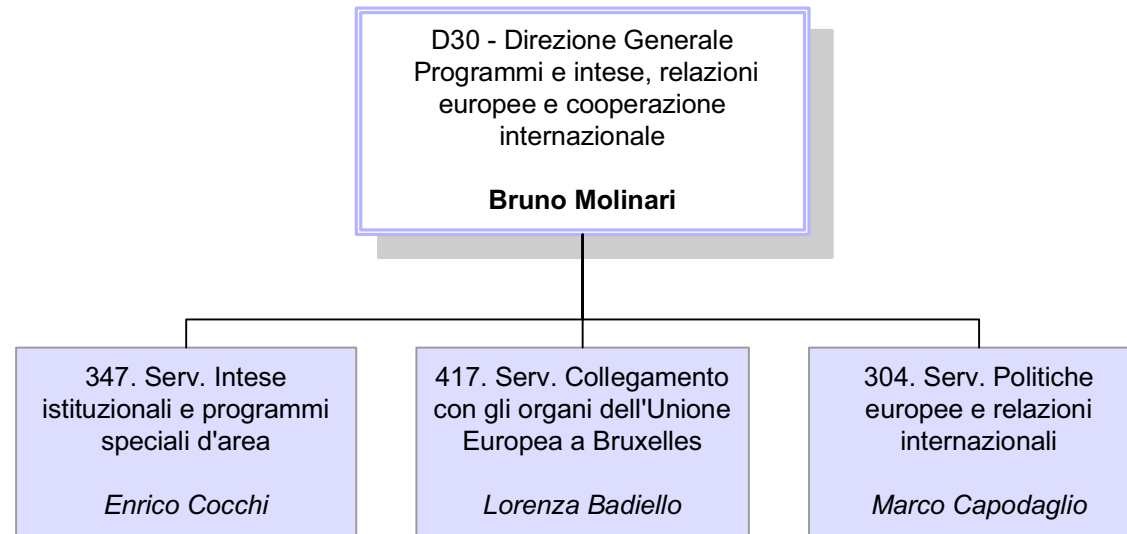 D30 - Direzione Generale
Programmi e intese, relazioni
europee e cooperazione
internazionale
Bruno Molinari
347. Serv. Intese
istituzionali e programmi
speciali d'area
Enrico Cocchi
417. Serv. Collegamento
con gli organi dell'Unione
Europea a Bruxelles
Lorenza Badiello
304. Serv. Politiche
europee e relazioni
internazionali
Marco Capodaglio